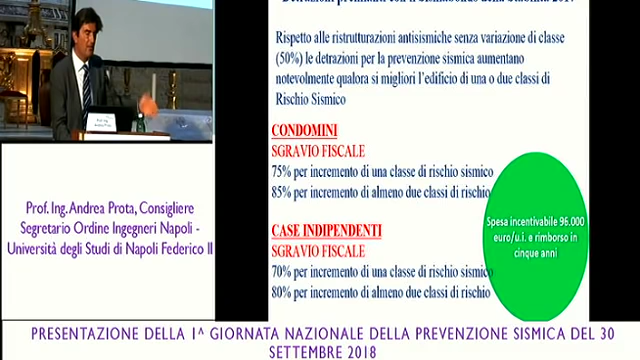 Rispetto alle ristrutturazioni antisismiche senza variazione di classe
(50%) le detrazioni per la prevenzione sismica aumentano
notevolmente qualora si migliori l'edificio di una o due classi di
Rischio Sismico
CONDOMINI
SGRAVIO FISCALE
75% per incremento di una classe di rischio sismico
85% per incremento di almeno due classi di rischio
CASE INDIPENDENTI
SGRAVIO FISCALE
70% per incremento di una classe di rischio sismico
80% per incremento di almeno due classi di rischio
Spesa incentivabile 96.000
euro/u.i. e rimborso in
cinque anni
Prof. Ing. Andrea Prota, Consigliere
Segretario Ordine Ingegneri Napoli -
Università degli Studi di Napoli Federico II
PRESENTAZIONE DELLA 1^ GIORNATA NAZIONALE DELLA PREVENZIONE SISMICA DEL 30
SETTEMBRE 2018